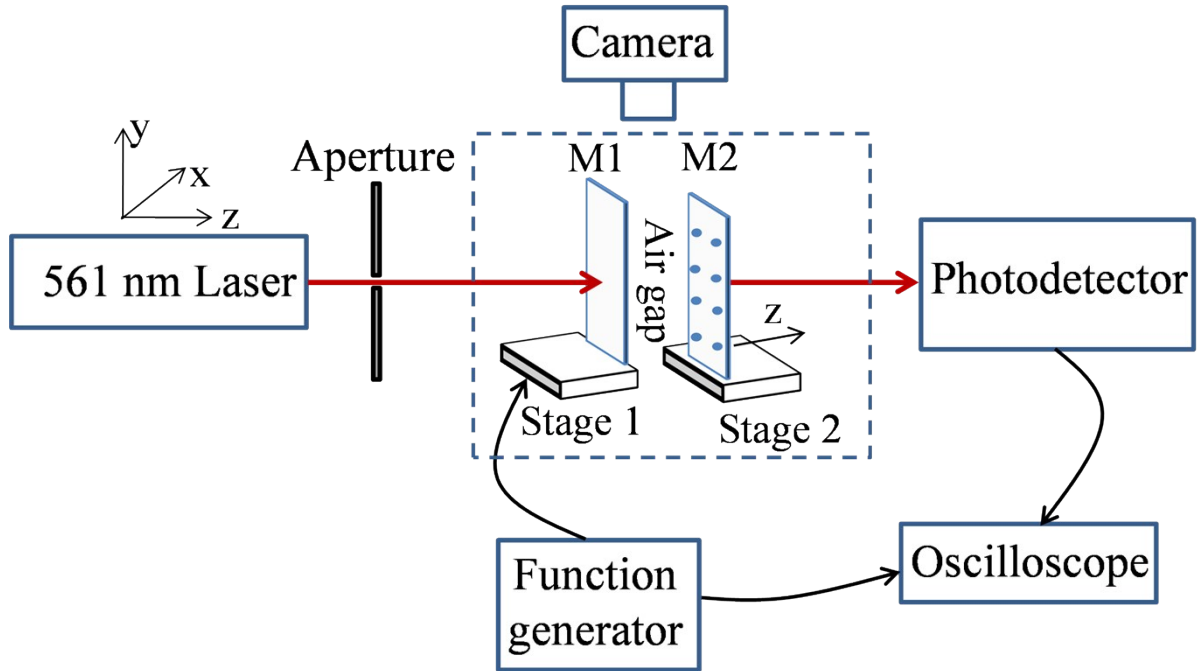 Camera
y
x
z
Aperture
M1
M2
561 nm Laser
Air gap
z
Photodetector
Stage 1
Stage 2
Function
generator
Oscilloscope